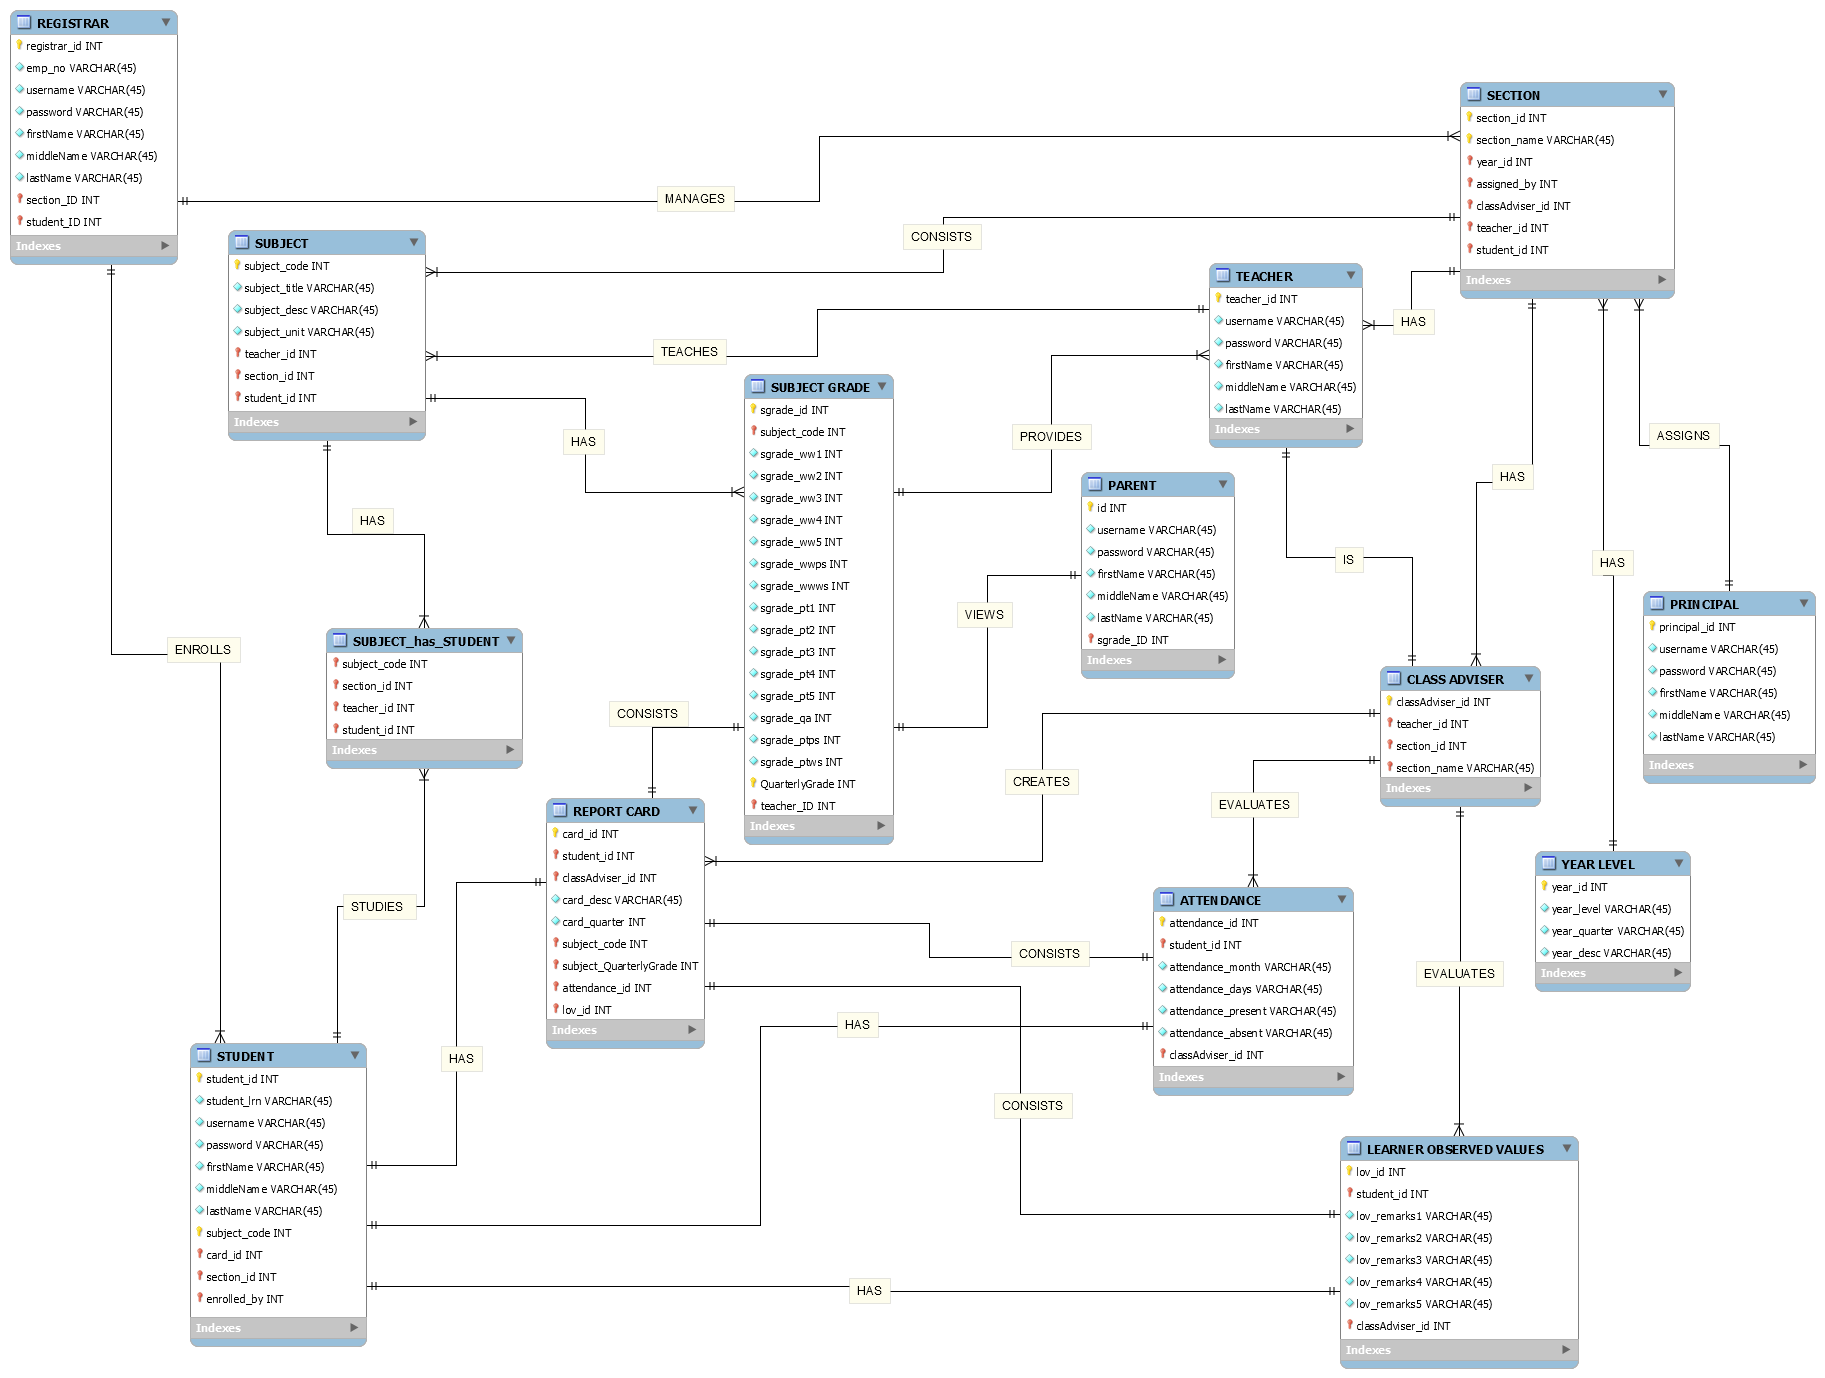 REGISTRAR
registrar_id INT
emp_no VARCHAR(45)
username VARCHAR(45)
password VARCHAR(45)
firstName VARCHAR(45)
middleName VARCHAR(45)
lastName VARCHAR(45)
section_ID INT
student_ID INT
Indexes
SECTION
section_id INT
section_name VARCHAR(45)
year_id INT
assigned_by INT
classAdviser_id INT
teacher_id INT
student_id INT
Indexes
MANAGES
CONSISTS
SUBJECT
subject_code INT
subject_title VARCHAR(45)
subject_desc VARCHAR(45)
subject_unit VARCHAR(45)
teacher_id INT
section_id INT
student_id INT
Indexes
TEACHER
teacher_id INT
username VARCHAR(45)
password VARCHAR(45)
firstName VARCHAR(45)
middleName VARCHAR(45)
lastName VARCHAR(45)
Indexes
HAS
TEACHES
SUBJECT GRADE
sgrade_id INT
subject_code INT
sgrade_ww1 INT
sgrade_ww2 INT
sgrade_ww3 INT
sgrade_ww4 INT
sgrade_ww5 INT
sgrade_wwps INT
sgrade_wwws INT
sgrade_pt1 INT
sgrade_pt2 INT
sgrade_pt3 INT
sgrade_pt4 INT
sgrade_pt5 INT
sgrade_qa INT
sgrade_ptps INT
sgrade_ptws INT
QuarterlyGrade INT
teacher_ID INT
Indexes
HAS
PROVIDES
ASSIGNS
PARENT
id INT
username VARCHAR(45)
password VARCHAR(45)
firstName VARCHAR(45)
middleName VARCHAR(45)
lastName VARCHAR(45)
sgrade_ID INT
Indexes
HAS
HAS
IS
HAS
VIEWS
PRINCIPAL
principal_id INT
username VARCHAR(45)
password VARCHAR(45)
firstName VARCHAR(45)
middleName VARCHAR(45)
lastName VARCHAR(45)
Indexes
SUBJECT_has_STUDENT
subject_code INT
section_id INT
teacher_id INT
student_id INT
Indexes
ENROLLS
CLASS ADVISER
classAdviser_id INT
teacher_id INT
section_id INT
section_name VARCHAR(45)
Indexes
CONSISTS
CREATES
EVALUATES
REPORT CARD
card_id INT
student_id INT
classAdviser_id INT
card_desc VARCHAR(45)
card_quarter INT
subject_code INT
subject_QuarterlyGrade INT
attendance_id INT
lov_id INT
Indexes
YEAR LEVEL
year_id INT
year_level VARCHAR(45)
year_quarter VARCHAR(45)
year_desc VARCHAR(45)
Indexes
ATTENDANCE
attendance_id INT
student_id INT
attendance_month VARCHAR(45)
attendance_days VARCHAR(45)
attendance_present VARCHAR(45)
attendance_absent VARCHAR(45)
classAdviser_id INT
Indexes
STUDIES
CONSISTS
EVALUATES
HAS
STUDENT
student_id INT
student_lrn VARCHAR(45)
username VARCHAR(45)
password VARCHAR(45)
firstName VARCHAR(45)
middleName VARCHAR(45)
lastName VARCHAR(45)
subject_code INT
card_id INT
section_id INT
enrolled_by INT
Indexes
HAS
CONSISTS
LEARNER OBSERVED VALUES
lov_id INT
student_id INT
lov_remarks1 VARCHAR(45)
lov_remarks2 VARCHAR(45)
lov_remarks3 VARCHAR(45)
lov_remarks4 VARCHAR(45)
lov_remarks5 VARCHAR(45)
classAdviser_id INT
Indexes
HAS